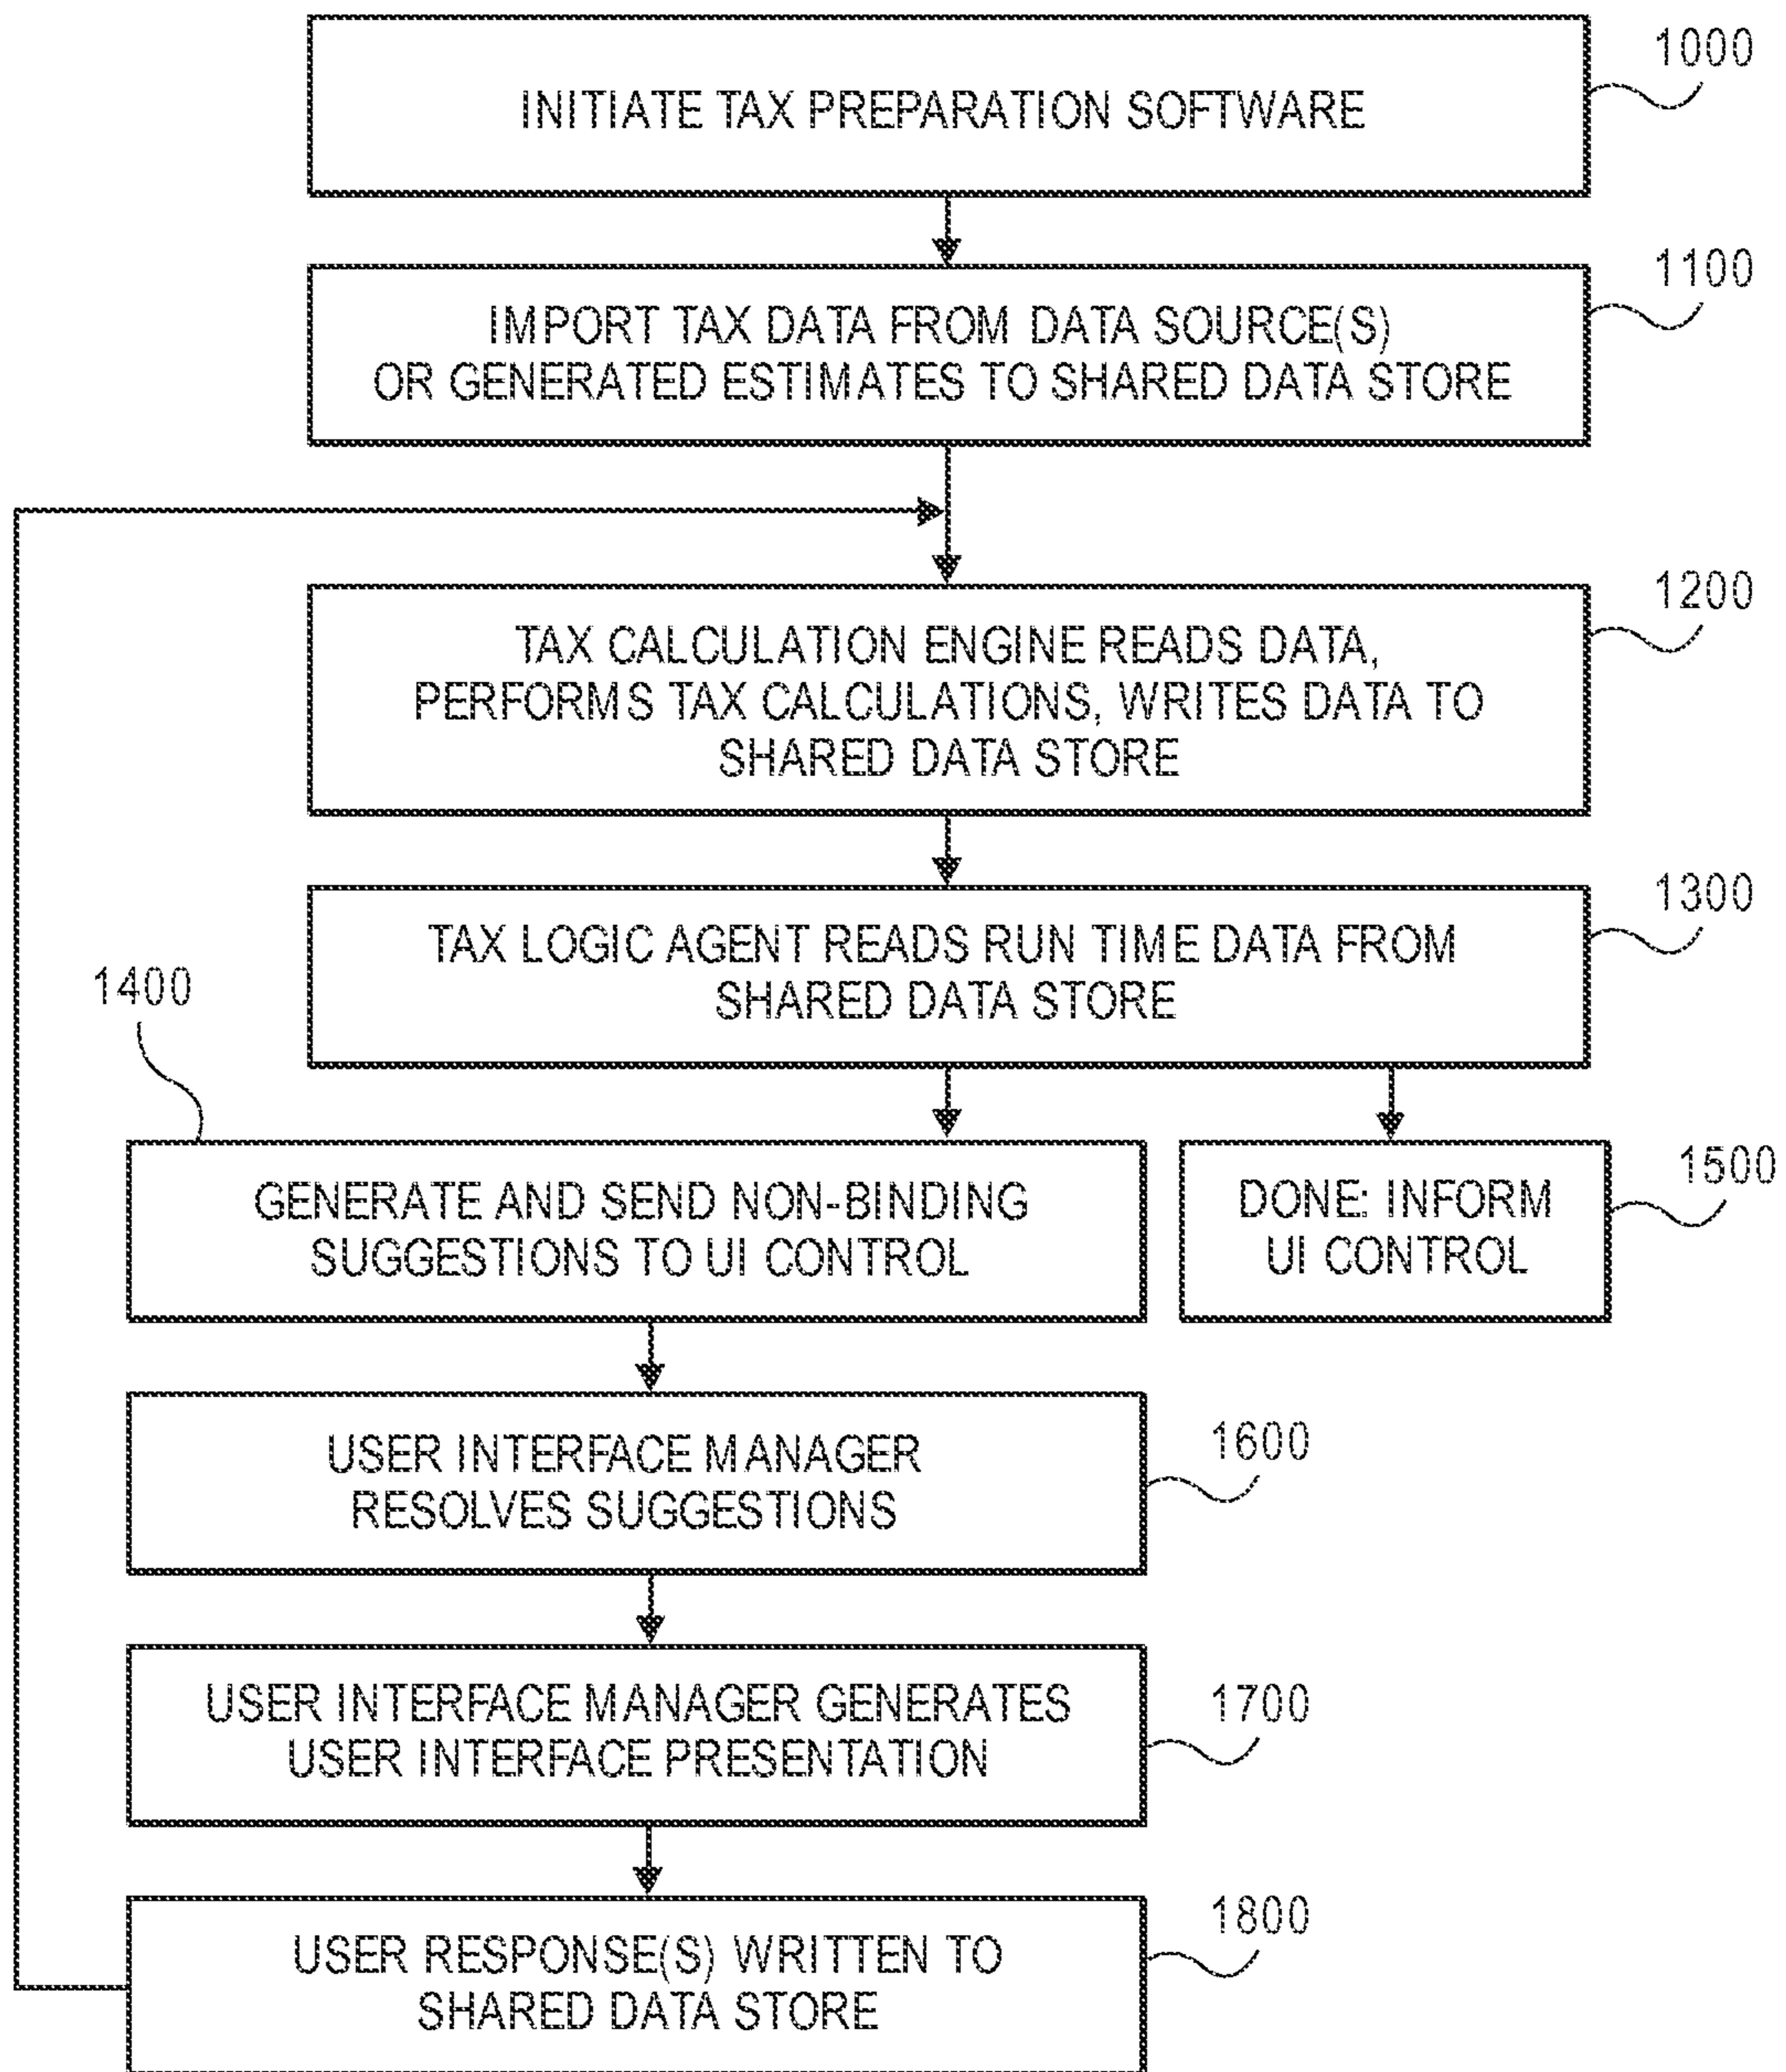 1000
INITIATE TAX PREPARATION SOFTWARE
1100
IMPORT TAX DATA FROM DATA SOURCE(S)
OR GENERATED ESTIMATES TO SHARED DATA STORE
1200
TAX CALCULATION ENGINE READS DATA,
PERFORMS TAX CALCULATIONS, WRITES DATA TO
SHARED DATA STORE
1300
TAX LOGIC AGENT READS RUN TIME DATA FROM
SHARED DATA STORE
1400
GENERATE AND SEND NON-BINDING
SUGGESTIONS TO UI CONTROL
1500
DONE: INFORM
UI CONTROL
1600
USER INTERFACE MANAGER
RESOLVES SUGGESTIONS
1700
USER INTERFACE MANAGER GENERATES
USER INTERFACE PRESENTATION
1800
USER RESPONSE(S) WRITTEN TO
SHARED DATA STORE